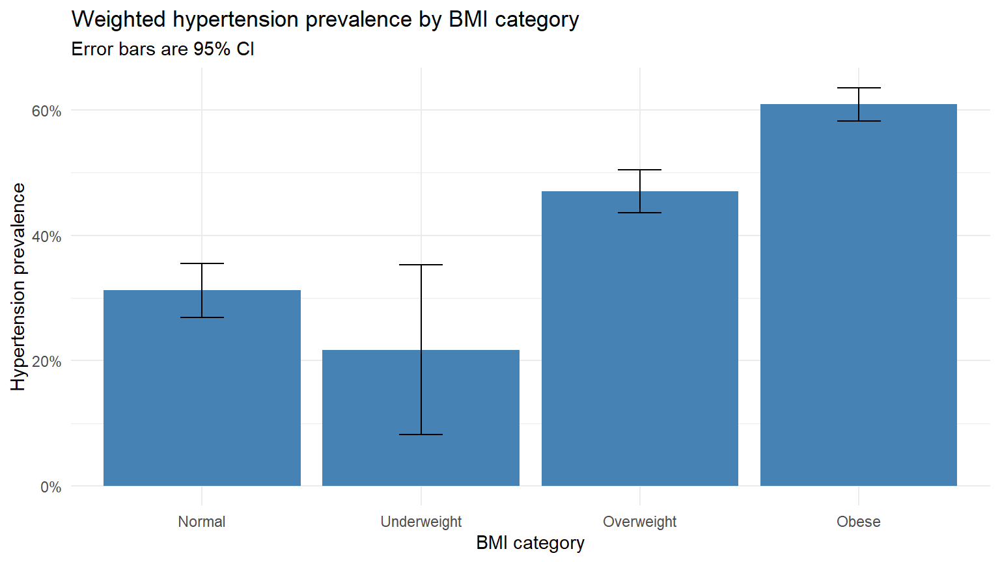 Weighted hypertension prevalence by BMI category
Error bars are 95% CI
Hypertension prevalence
60%
40%
20%
0%
Normal
Underweight
Overweight
Obese
BMI category